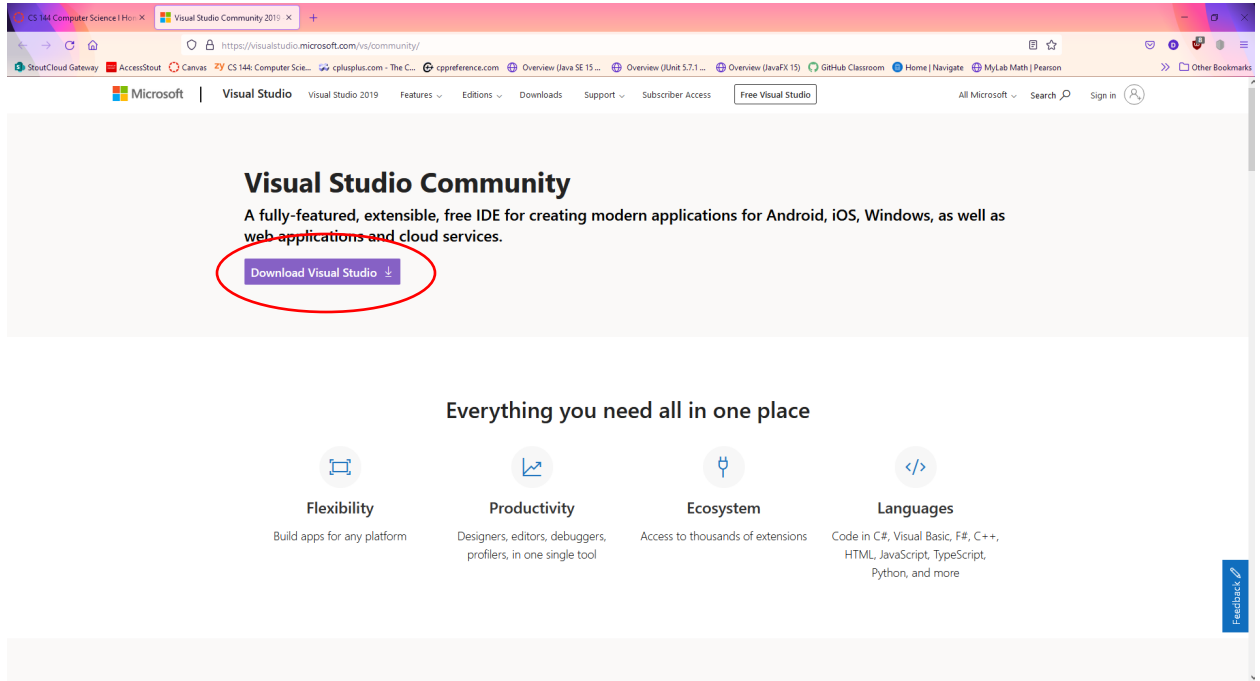 CS 144 Computer Science I Hon
Visual Studio Community 2019
https://visualstudio.microsoft.com/vs/community/
StoutCloud Gateway AccessStout Canvas CS 144: Computer Scie... cplusplus.com - The C... cppreference.com Overview (Java SE 15 ... Overview (JUnit 5.7.1 ... Overview (JavaFX 15) GitHub Classroom Home | Navigate MyLab Math | Pearson Other Bookmarks
Microsoft Visual Studio Visual Studio 2019 Features Editions Downloads Support Subscriber Access Free Visual Studio All Microsoft Search Sign in
Visual Studio Community
A fully-featured, extensible, free IDE for creating modern applications for Android, iOS, Windows, as well as
web applications and cloud services.
Download Visual Studio
Everything you need all in one place
Flexibility
Build apps for any platform
Productivity
Designers, editors, debuggers,
profilers, in one single tool
Ecosystem
Access to thousands of extensions
Languages
Code in C#, Visual Basic, F#, C++,
HTML, JavaScript, TypeScript,
Python, and more
Feedback